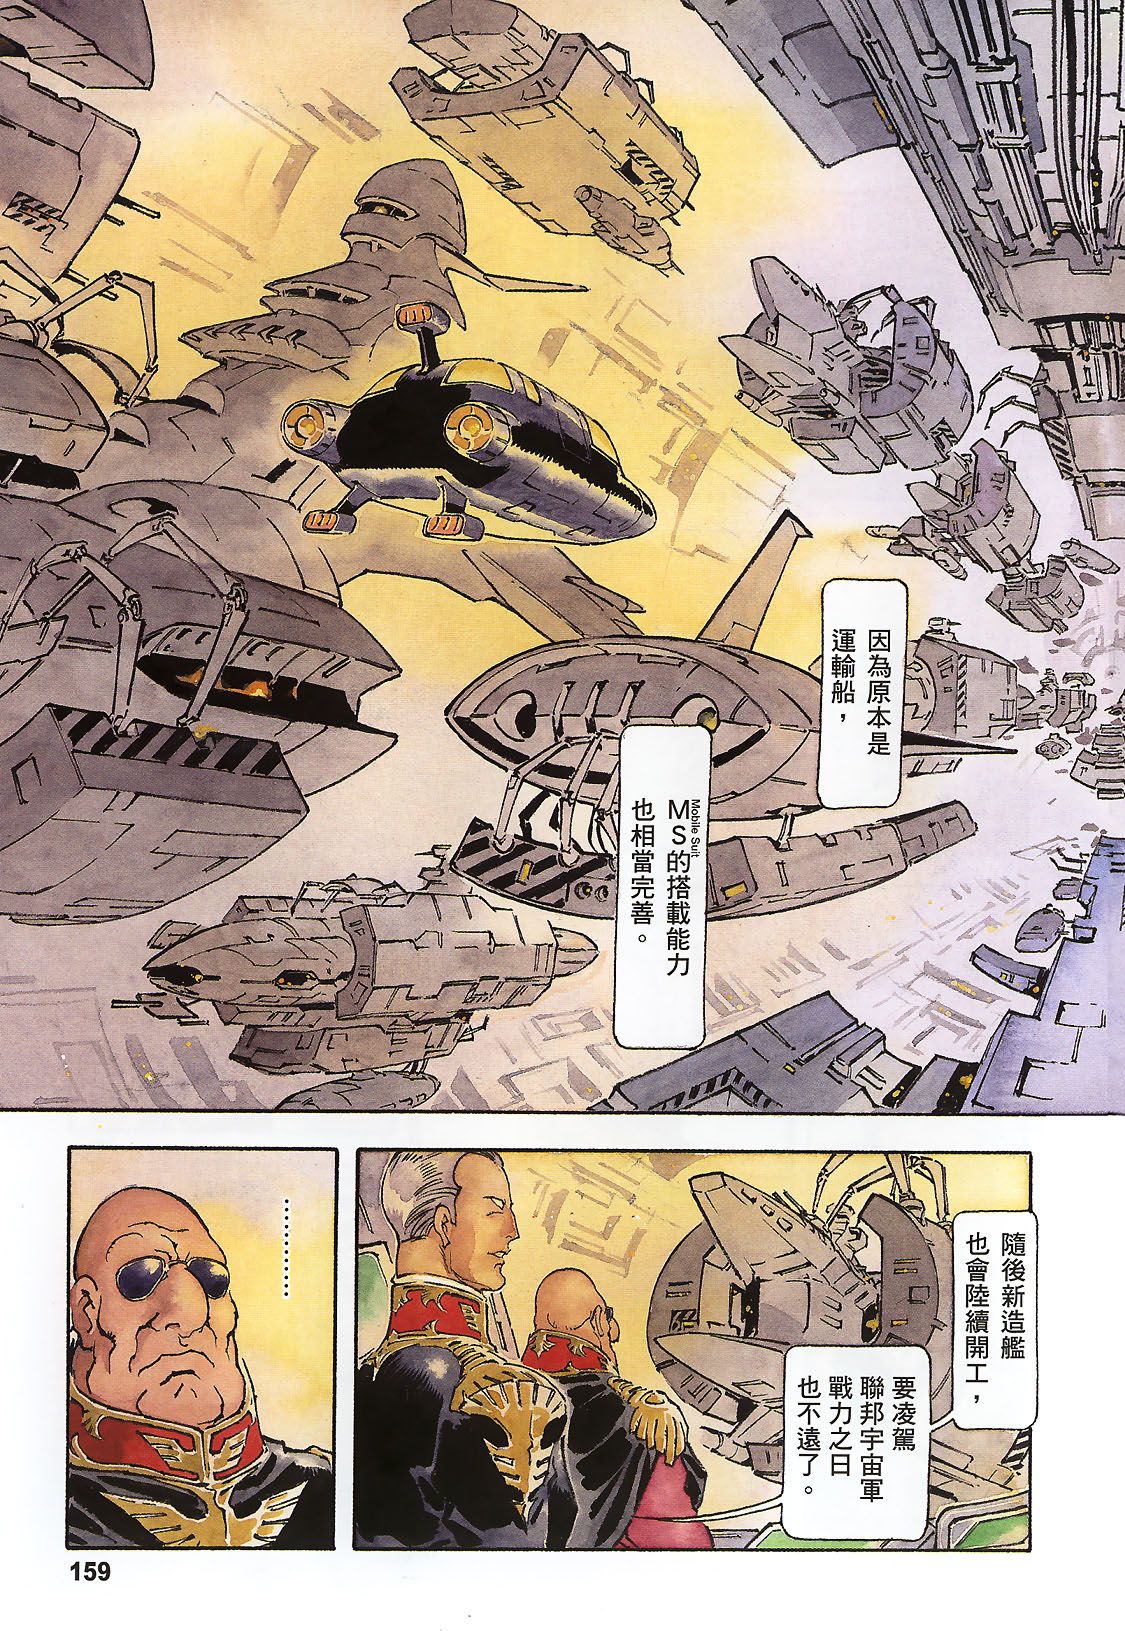 因為原本是
運輸船，
MS的搭載能力
Mobile Suit
也相當完善。
隨後新造艦
也會陸續開工，
要凌駕
聯邦宇宙軍
戰力之日
也不遠了。
………
159